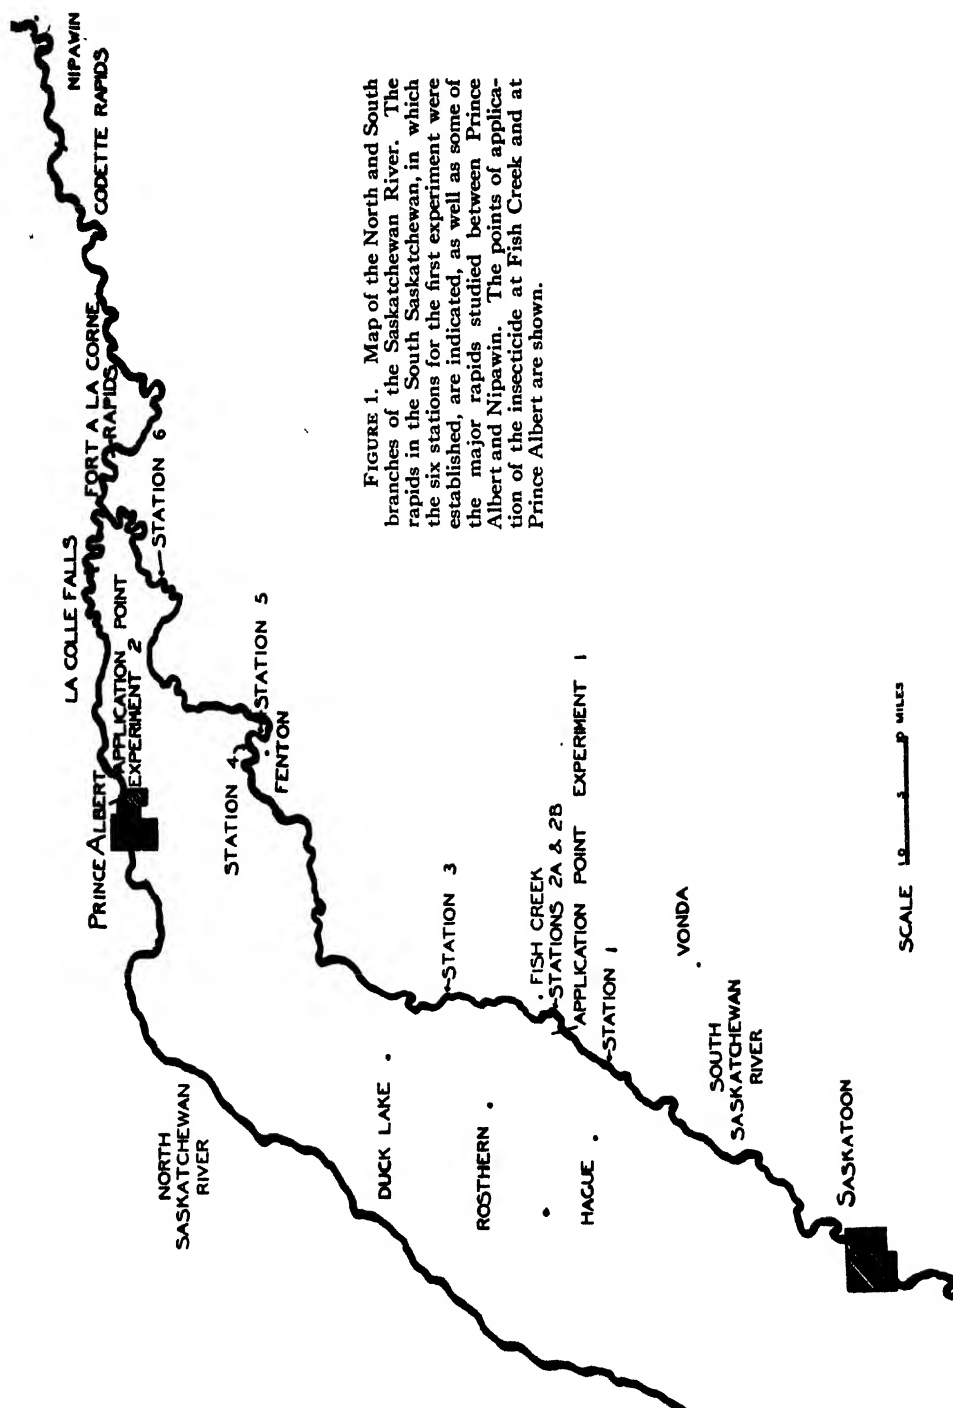 NIPAWIN
CODETTE RAPIDS
FORT A LA CORNE
RAPIDS
LA COLLE FALLS
STATION 6
PRINCE ALBERT
APPLICATION POINT
EXPERIMENT 2
STATION 5
FENTON
STATION 4
NORTH
SASKATCHEWAN
RIVER
DUCK LAKE
STATION 3
ROSTHERN
FISH CREEK
STATIONS 2A & 2B
APPLICATION POINT EXPERIMENT 1
HAGUE
STATION 1
VONDA
SOUTH
SASKATCHEWAN
RIVER
SASKATOON
SCALE
5
MILES
FIGURE 1. Map of the North and South
branches of the Saskatchewan River. The
rapids in the South Saskatchewan, in which
the six stations for the first experiment were
established, are indicated, as well as some of
the major rapids studied between Prince
Albert and Nipawin. The points of applica-
tion of the insecticide at Fish Creek and at
Prince Albert are shown.